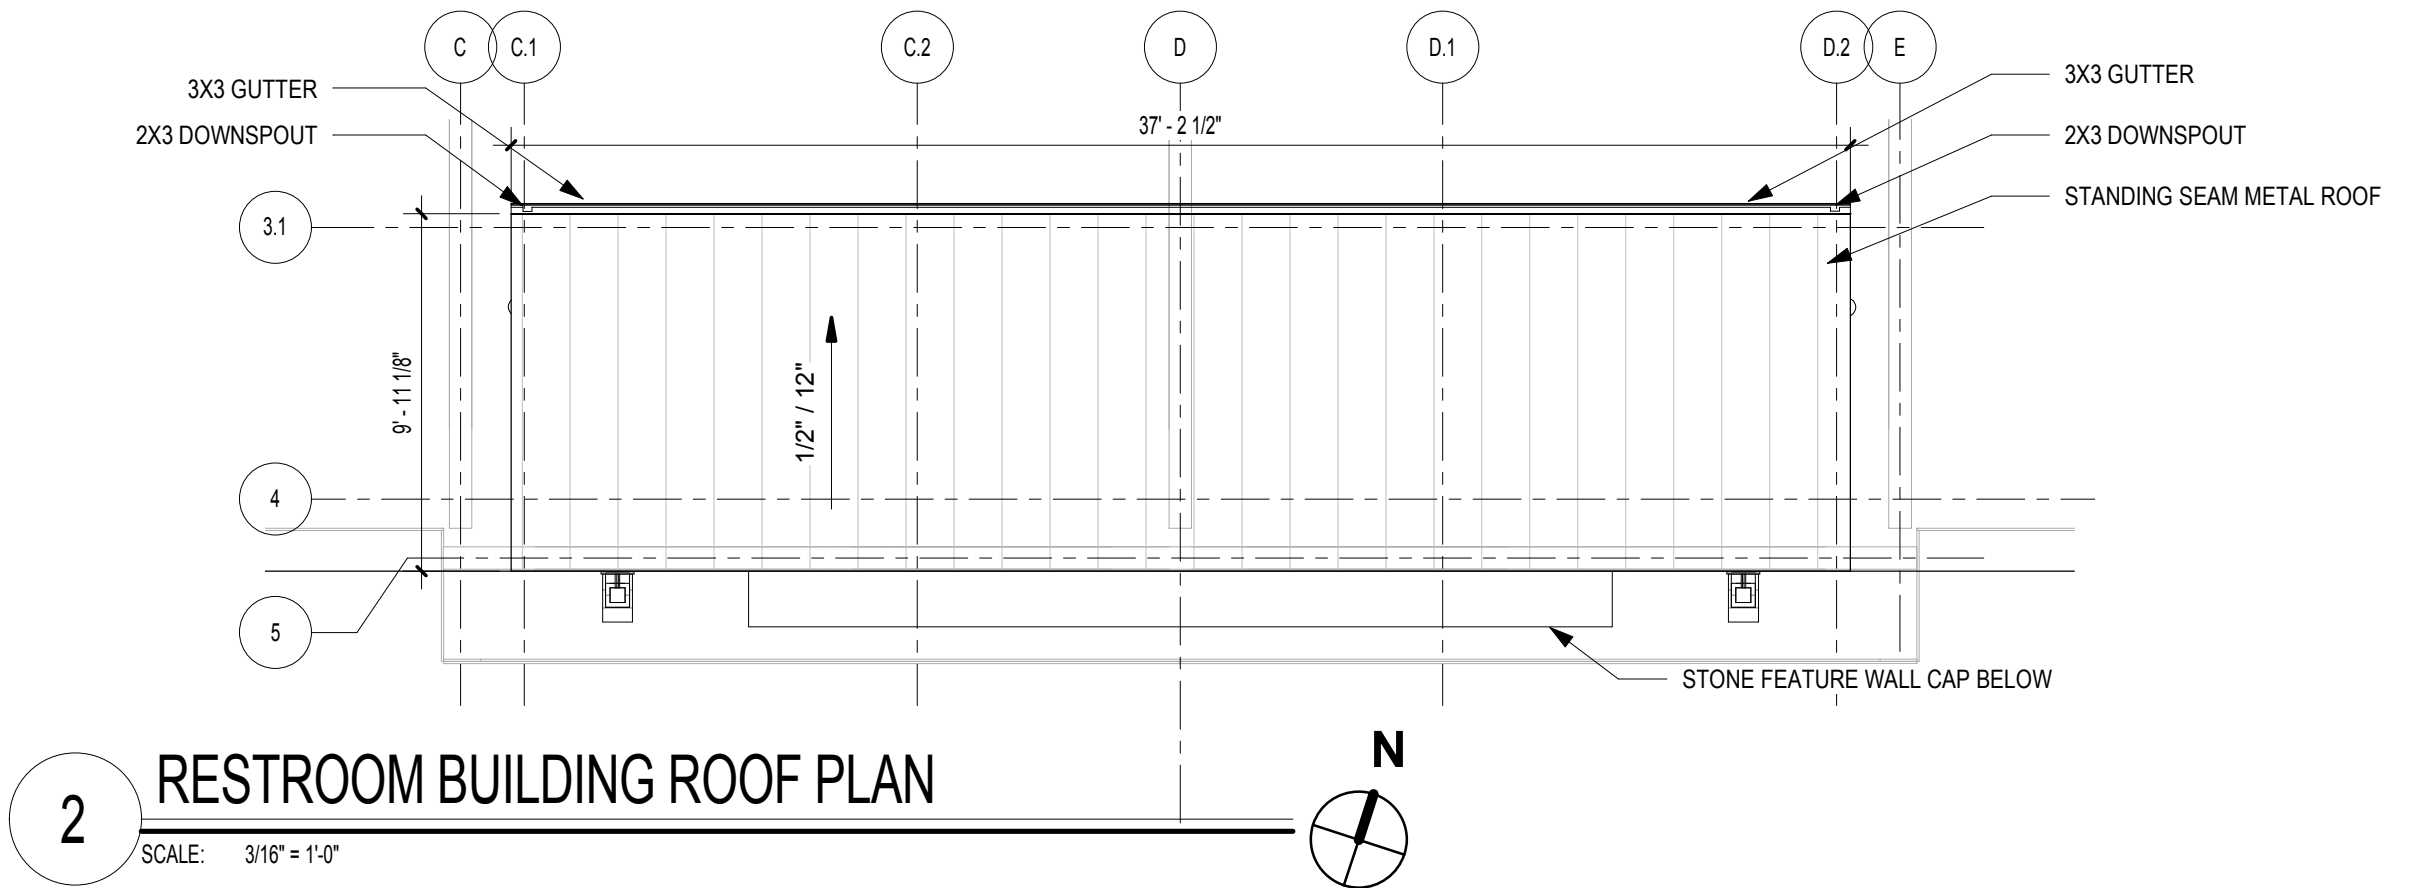 C
C.1
C.2
D
D.1
D.2
E
3X3 GUTTER
3X3 GUTTER
37' - 2 1/2"
2X3 DOWNSPOUT
2X3 DOWNSPOUT
STANDING SEAM METAL ROOF
3.1
9' - 11 1/8"
1/2" / 12"
4
5
STONE FEATURE WALL CAP BELOW
N
2
RESTROOM BUILDING ROOF PLAN
SCALE: 3/16" = 1'-0"